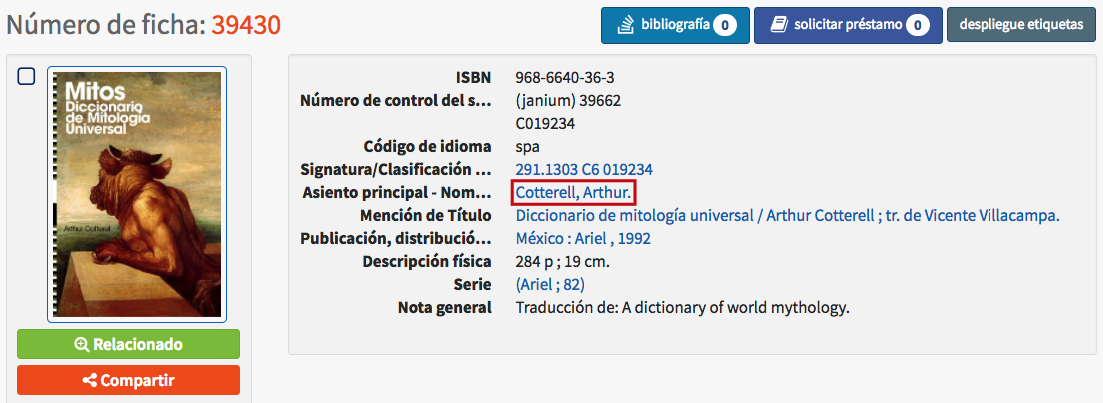 Número de ficha: 39430
bibliografía 0
solicitar préstamo 0
despliegue etiquetas
Mitos
Diccionario
de Mitología
Universal
Arthur Cotterel
Relacionado
Compartir
ISBN 968-6640-36-3
Número de control del s... (janium) 39662
C019234
Código de idioma spa
Signatura/Clasificación ... 291.1303 C6 019234
Asiento principal - Nom... Cotterell, Arthur.
Mención de Título Diccionario de mitología universal / Arthur Cotterell ; tr. de Vicente Villacampa.
Publicación, distribució... México : Ariel , 1992
Descripción física 284 p ; 19 cm.
Serie (Ariel ; 82)
Nota general Traducción de: A dictionary of world mythology.